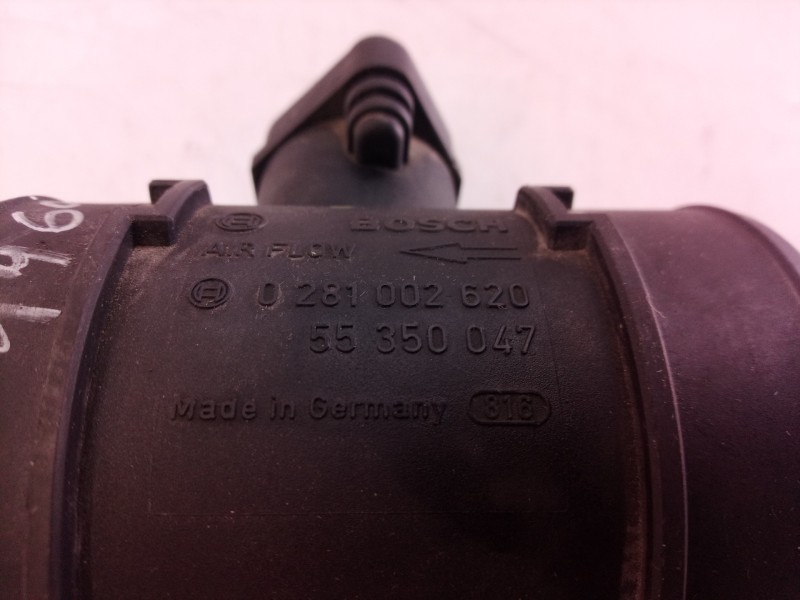 BOSCH
AIR FLOW
0 281 002 620
55 350 047
Made in Germany 816